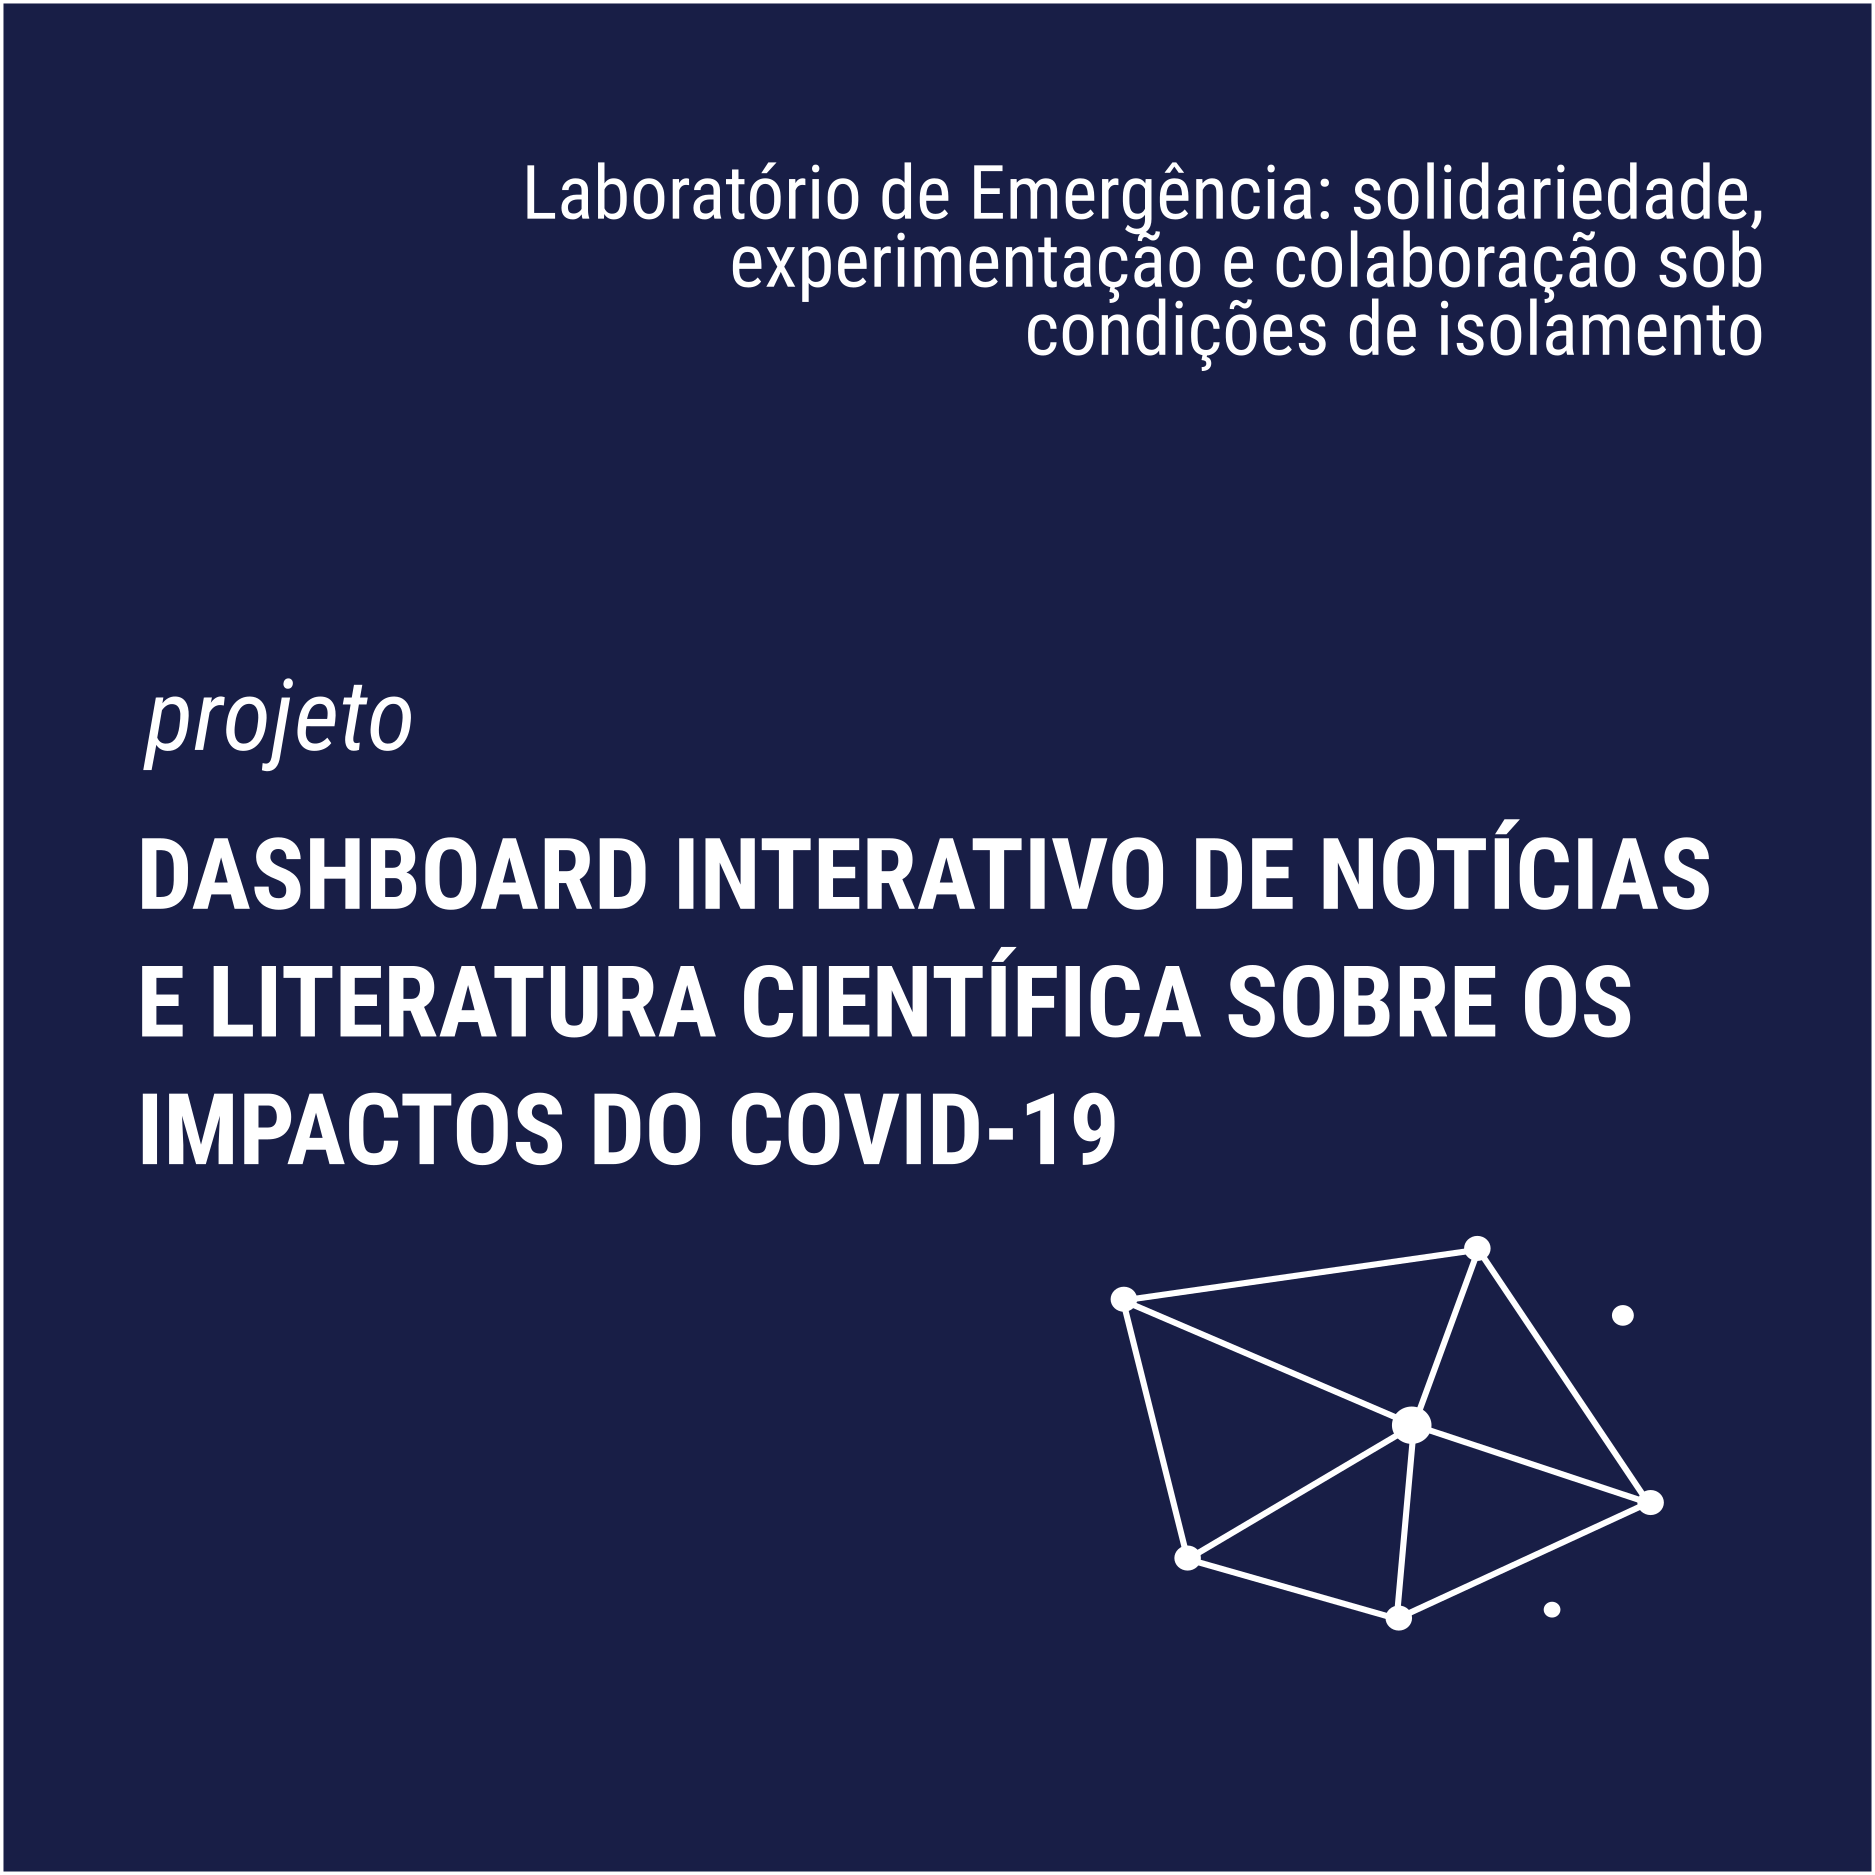 Laboratório de Emergência: solidariedade,
experimentação e colaboração sob
condições de isolamento
projeto
DASHBOARD INTERATIVO DE NOTÍCIAS
E LITERATURA CIENTÍFICA SOBRE OS
IMPACTOS DO COVID-19